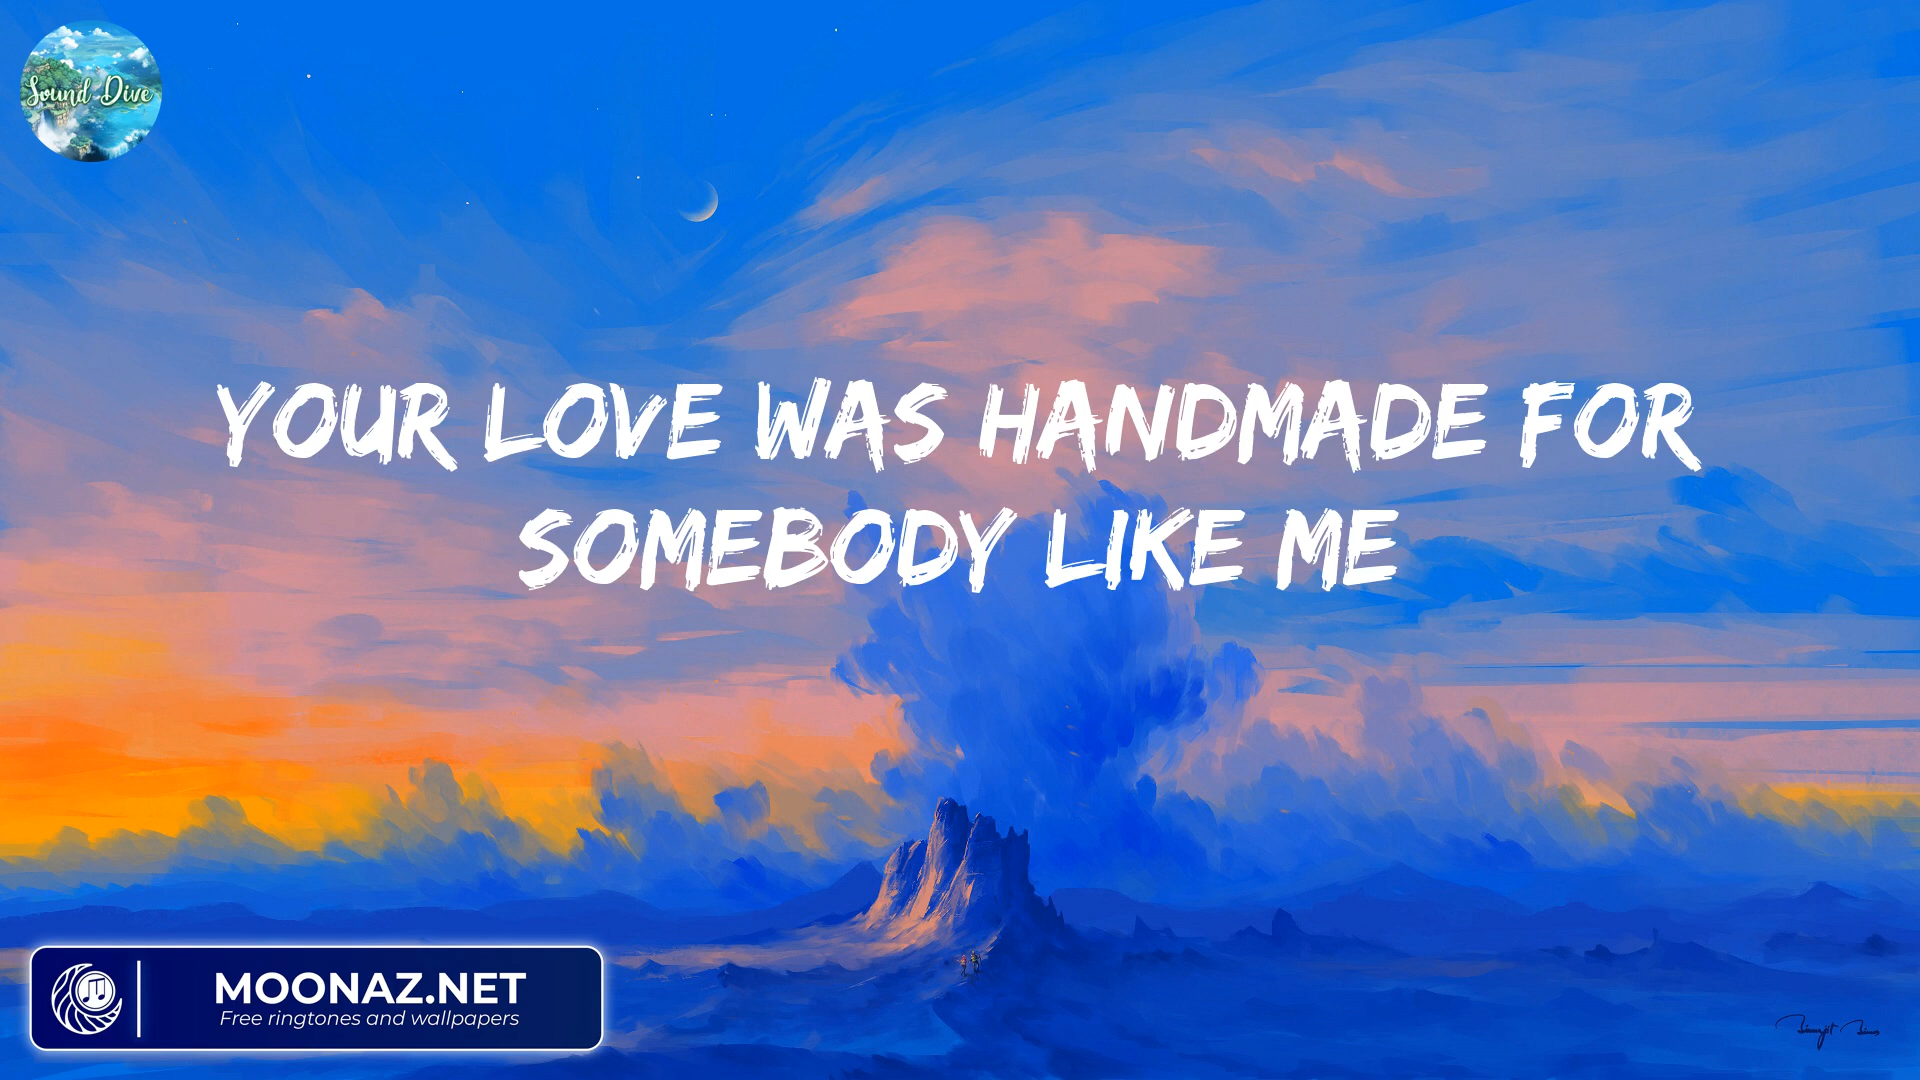 Sound Dive
YOUR LOVE WAS HANDMADE FOR
SOMEBODY LIKE ME
MOONAZ.NET
Free ringtones and wallpapers